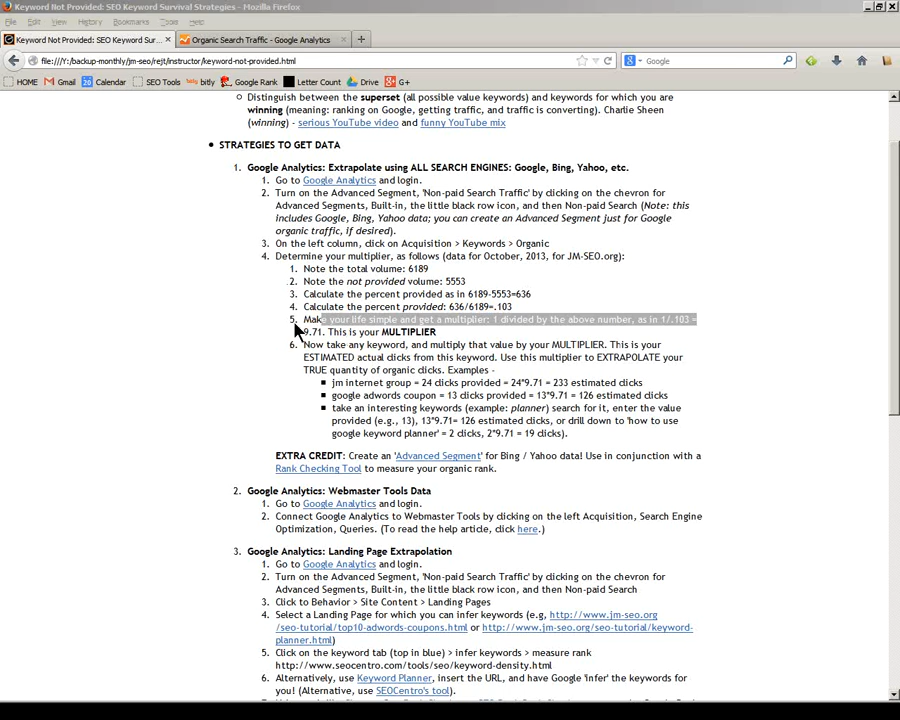 Keyword Not Provided: SEO Keyword Survival Strategies - Mozilla Firefox
File Edit View History Bookmarks Tools Help
Keyword Not Provided: SEO Keyword Sur... × Organic Search Traffic - Google Analytics × +
file:///Y:/backup-monthly/jm-seo/rejt/instructor/keyword-not-provided.html Google
HOME Gmail 20 Calendar SEO Tools bitly Google Rank Letter Count Drive G+
Distinguish between the superset (all possible value keywords) and keywords for which you are
winning (meaning: ranking on Google, getting traffic, and traffic is converting). Charlie Sheen
(winning) - serious YouTube video and funny YouTube mix
STRATEGIES TO GET DATA
1. Google Analytics: Extrapolate using ALL SEARCH ENGINES: Google, Bing, Yahoo, etc.
1. Go to Google Analytics and login.
2. Turn on the Advanced Segment, 'Non-paid Search Traffic' by clicking on the chevron for
Advanced Segments, Built-in, the little black row icon, and then Non-paid Search (Note: this
includes Google, Bing, Yahoo data; you can create an Advanced Segment just for Google
organic traffic, if desired).
3. On the left column, click on Acquisition > Keywords > Organic
4. Determine your multiplier, as follows (data for October, 2013, for JM-SEO.org):
1. Note the total volume: 6189
2. Note the not provided volume: 5553
3. Calculate the percent provided as in 6189-5553=636
4. Calculate the percent provided: 636/6189=.103
5. Make your life simple and get a multiplier: 1 divided by the above number, as in 1/.103 =
9.71. This is your MULTIPLIER
6. Now take any keyword, and multiply that value by your MULTIPLIER. This is your
ESTIMATED actual clicks from this keyword. Use this multiplier to EXTRAPOLATE your
TRUE quantity of organic clicks. Examples -
jm internet group = 24 clicks provided = 24*9.71 = 233 estimated clicks
google adwords coupon = 13 clicks provided = 13*9.71 = 126 estimated clicks
take an interesting keywords (example: planner) search for it, enter the value
provided (e.g., 13), 13*9.71= 126 estimated clicks, or drill down to 'how to use
google keyword planner' = 2 clicks, 2*9.71 = 19 clicks).
EXTRA CREDIT: Create an 'Advanced Segment' for Bing / Yahoo data! Use in conjunction with a
Rank Checking Tool to measure your organic rank.
2. Google Analytics: Webmaster Tools Data
1. Go to Google Analytics and login.
2. Connect Google Analytics to Webmaster Tools by clicking on the left Acquisition, Search Engine
Optimization, Queries. (To read the help article, click here.)
3. Google Analytics: Landing Page Extrapolation
1. Go to Google Analytics and login.
2. Turn on the Advanced Segment, 'Non-paid Search Traffic' by clicking on the chevron for
Advanced Segments, Built-in, the little black row icon, and then Non-paid Search
3. Click to Behavior > Site Content > Landing Pages
4. Select a Landing Page for which you can infer keywords (e.g, http://www.jm-seo.org
/seo-tutorial/top10-adwords-coupons.html or http://www.jm-seo.org/seo-tutorial/keyword-
planner.html)
5. Click on the keyword tab (top in blue) > infer keywords > measure rank
http://www.seocentro.com/tools/seo/keyword-density.html
6. Alternatively, use Keyword Planner, insert the URL, and have Google 'infer' the keywords for
you! (Alternative, use SEOCentro's tool).